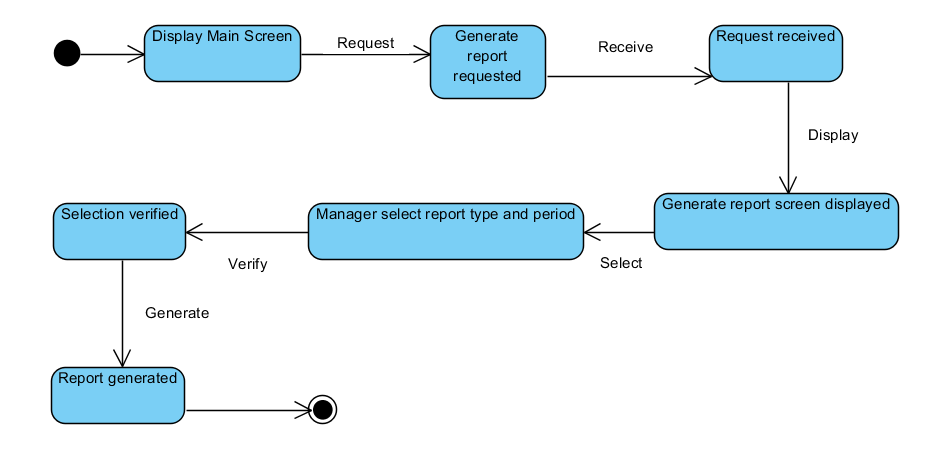 Display Main Screen
Request
Generate
report
requested
Receive
Request received
Display
Generate report screen displayed
Select
Manager select report type and period
Verify
Selection verified
Generate
Report generated